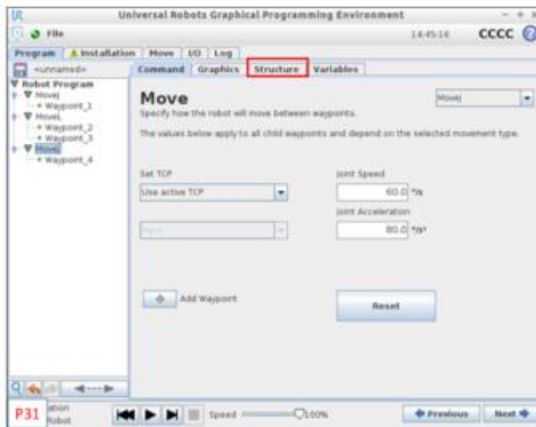 Universal Robots Graphical Programming Environment
File
14:45:16
CCCC
Program
Installation
Move
I/O
Log
<unnamed>
Command
Graphics
Structure
Variables
Robot Program
MoveJ
Waypoint_1
MoveL
Waypoint_2
Waypoint_3
MoveJ
Waypoint_4
Move
MoveJ
Specify how the robot will move between waypoints.
The values below apply to all child waypoints and depend on the selected movement type.
Set TCP
Joint Speed
Use active TCP
60.0 °/s
Joint Acceleration
80.0 °/s²
Add Waypoint
Reset
P31
ation
Robot
Speed
100%
Previous
Next